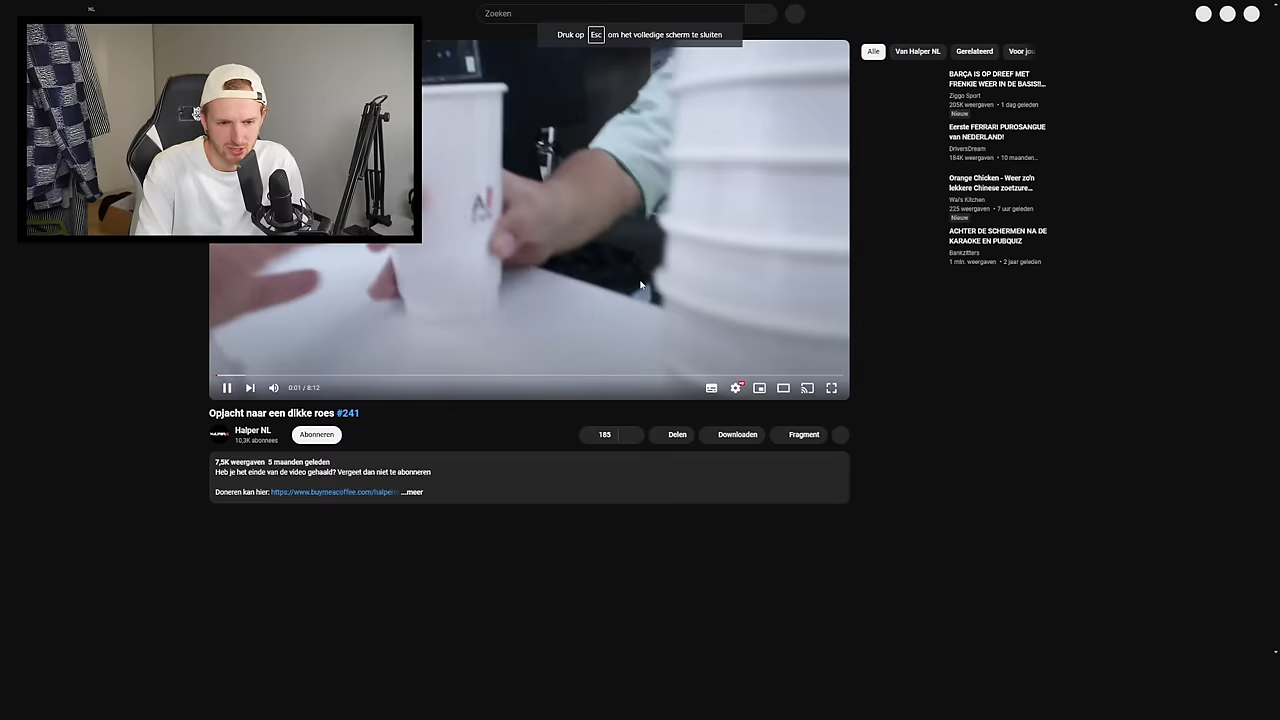 NL
Zoeken
Druk op Esc om het volledige scherm te sluiten
Alle
Van Halper NL
Gerelateerd
Voor jou
BARÇA IS OP DREEF MET
FRENKIE WEER IN DE BASIS!!...
Ziggo Sport
205K weergaven • 1 dag geleden
Nieuw
Eerste FERRARI PUROSANGUE
van NEDERLAND!
DriversDream
184K weergaven • 10 maanden...
Orange Chicken - Weer zo'n
lekkere Chinese zoetzure...
Wai's Kitchen
225 weergaven • 7 uur geleden
Nieuw
ACHTER DE SCHERMEN NA DE
KARAOKE EN PUBQUIZ
Bankzitters
1 mln. weergaven • 2 jaar geleden
0:01 / 8:12
Opjacht naar een dikke roes #241
Halper NL
10,3K abonnees
Abonneren
185
Delen
Downloaden
Fragment
7,5K weergaven 5 maanden geleden
Heb je het einde van de video gehaald? Vergeet dan niet te abonneren
Doneren kan hier: https://www.buymeacoffee.com/halper ...meer